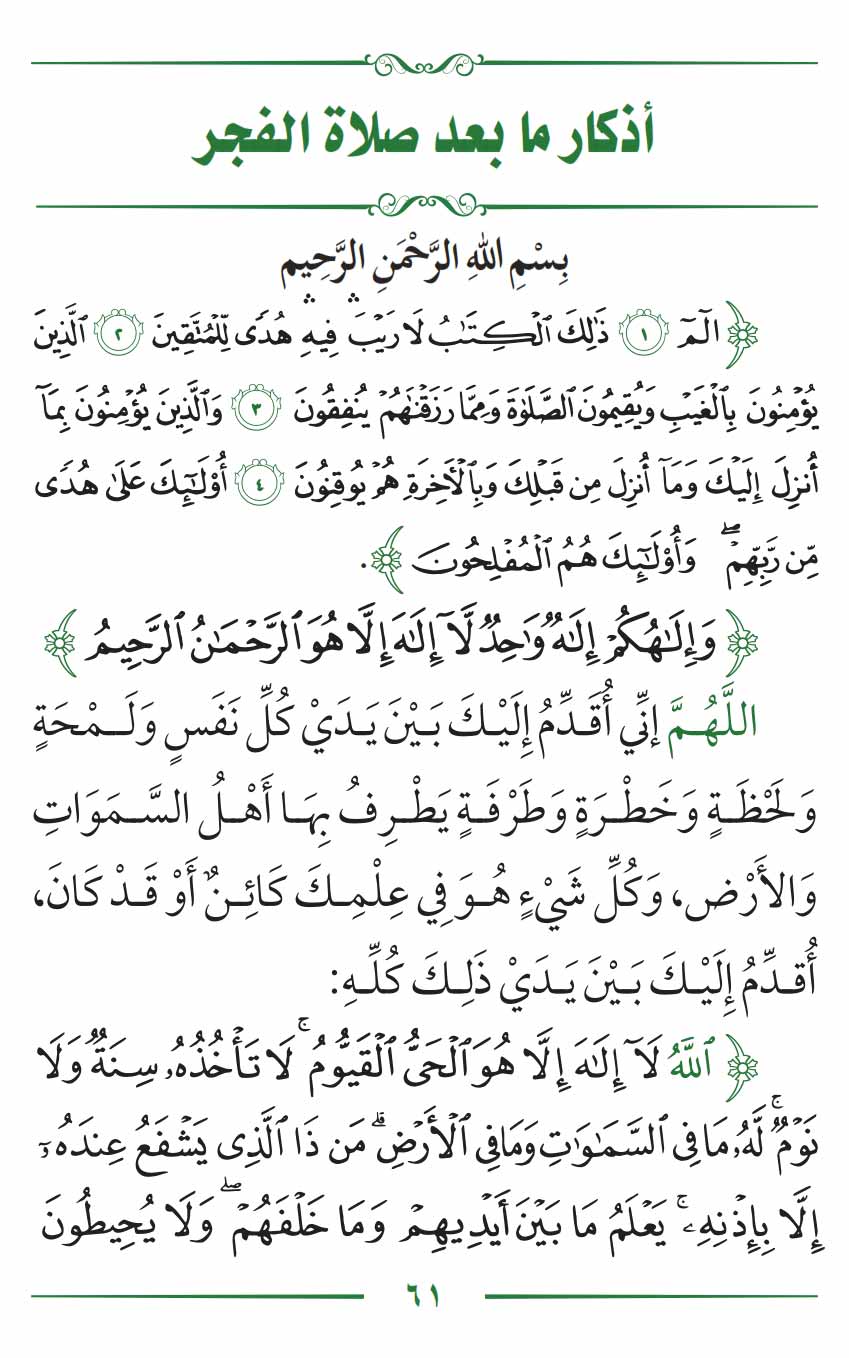 أذكار ما بعد صلاة الفجر
بِسْمِ اللهِ الرَّحْمَنِ الرَّحِيم
﴿ الٓمٓ ١ ذَٰلِكَ ٱلْكِتَٰبُ لَا رَيْبَۛ فِيهِۛ هُدًى لِّلْمُتَّقِينَ ٢ ٱلَّذِينَ
يُؤْمِنُونَ بِٱلْغَيْبِ وَيُقِيمُونَ ٱلصَّلَوٰةَ وَمِمَّا رَزَقْنَٰهُمْ يُنفِقُونَ ٣ وَٱلَّذِينَ يُؤْمِنُونَ بِمَآ
أُنزِلَ إِلَيْكَ وَمَآ أُنزِلَ مِن قَبْلِكَ وَبِٱلْأَخِرَةِ هُمْ يُوقِنُونَ ٤ أُوْلَٰٓئِكَ عَلَىٰ هُدًى
مِّن رَّبِّهِمْۖ وَأُوْلَٰٓئِكَ هُمُ ٱلْمُفْلِحُونَ ﴾.
﴿ وَإِلَٰهُكُمْ إِلَٰهٌ وَٰحِدٌ لَّآ إِلَٰهَ إِلَّا هُوَ ٱلرَّحْمَٰنُ ٱلرَّحِيمُ ﴾
اللَّهُمَّ إنِّي أُقَدِّمُ إِلَيْكَ بَيْنَ يَدَيْ كُلِّ نَفَسٍ وَلَمْحَةٍ
وَلَحْظَةٍ وَخَطْرَةٍ وَطَرْفَةٍ يَطْرِفُ بِهَا أَهْلُ السَّمَوَاتِ
وَالأَرْض، وَكُلِّ شَيْءٍ هُوَ فِي عِلْمِكَ كَائِنٌ أَوْ قَدْ كَانَ،
أُقدِّمُ إِلَيْكَ بَيْنَ يَدَيْ ذَلِكَ كُلِّهِ:
﴿ ٱللَّهُ لَآ إِلَٰهَ إِلَّا هُوَ ٱلْحَىُّ ٱلْقَيُّومُۚ لَا تَأْخُذُهُۥ سِنَةٌ وَلَا
نَوْمٌۚ لَّهُۥ مَا فِى ٱلسَّمَٰوَٰتِ وَمَا فِى ٱلْأَرْضِۗ مَن ذَا ٱلَّذِى يَشْفَعُ عِندَهُۥٓ
إِلَّا بِإِذْنِهِۦۚ يَعْلَمُ مَا بَيْنَ أَيْدِيهِمْ وَمَا خَلْفَهُمْۖ وَلَا يُحِيطُونَ
٦١